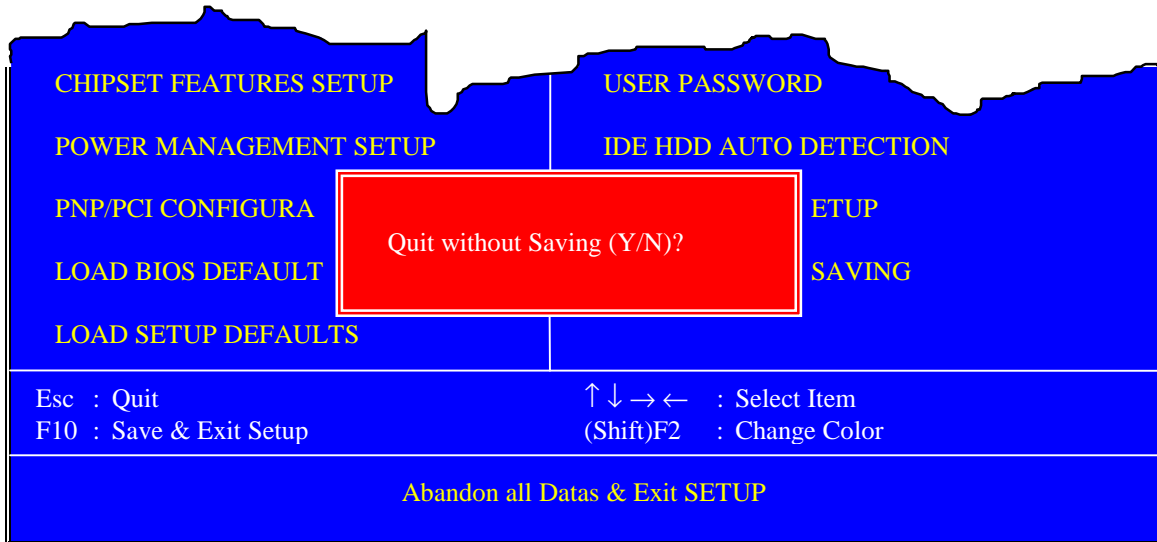 CHIPSET FEATURES SETUP
USER PASSWORD
POWER MANAGEMENT SETUP
IDE HDD AUTO DETECTION
PNP/PCI CONFIGURA
ETUP
Quit without Saving (Y/N)?
LOAD BIOS DEFAULT
SAVING
LOAD SETUP DEFAULTS
Esc : Quit
↑ ↓ → ← : Select Item
F10 : Save & Exit Setup
(Shift)F2 : Change Color
Abandon all Datas & Exit SETUP